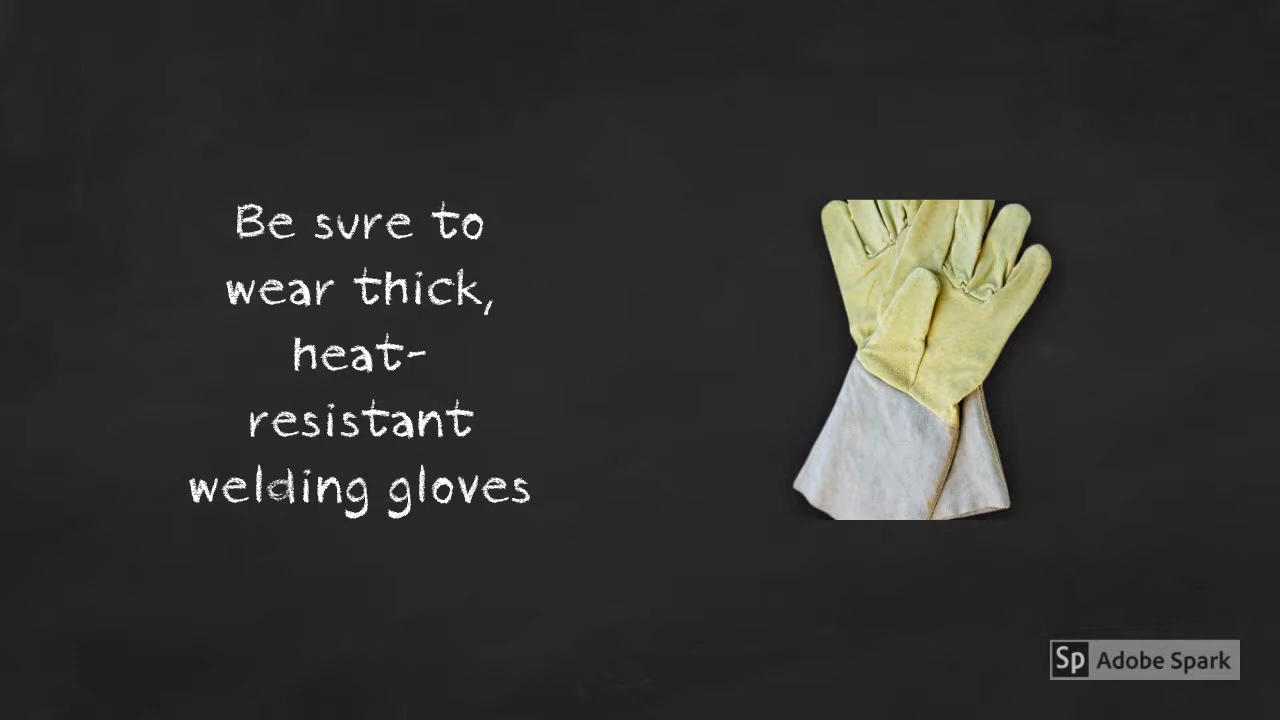 Be sure to
wear thick,
heat-
resistant
welding gloves
Sp Adobe Spark